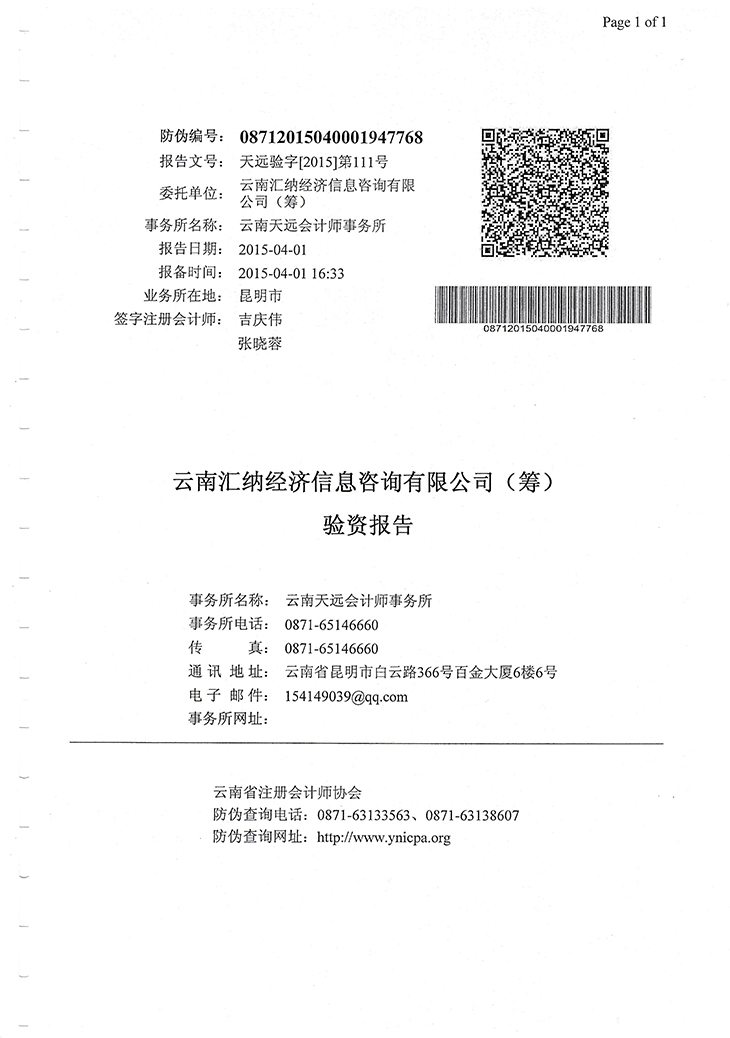 Page 1 of 1
防伪编号： 08712015040001947768
报告文号： 天远验字[2015]第111号
委托单位： 云南汇纳经济信息咨询有限
公司（筹）
事务所名称： 云南天远会计师事务所
报告日期： 2015-04-01
报备时间： 2015-04-01 16:33
业务所在地： 昆明市
签字注册会计师： 吉庆伟
张晓蓉
08712015040001947768
云南汇纳经济信息咨询有限公司（筹）
验资报告
事务所名称： 云南天远会计师事务所
事务所电话： 0871-65146660
传 真： 0871-65146660
通 讯 地 址： 云南省昆明市白云路366号百金大厦6楼6号
电 子 邮 件： 154149039@qq.com
事务所网址：
云南省注册会计师协会
防伪查询电话：0871-63133563、0871-63138607
防伪查询网址：http://www.ynicpa.org